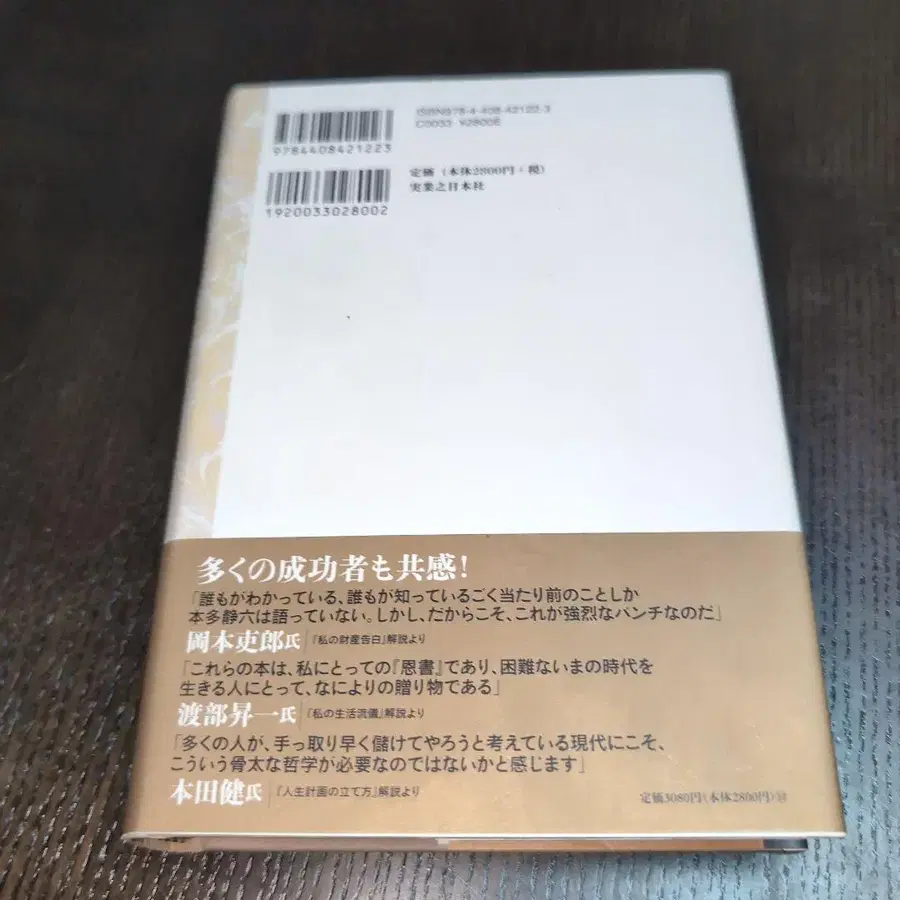 ISBN978-4-408-42122-3
C0033 ¥2800E
9784408421223
定価（本体2800円+税）
実業之日本社
1920033028002
多くの成功者も共感！
「誰もがわかっている、誰もが知っているごく当たり前のことしか
本多静六は語っていない。しかし、だからこそ、これが強烈なパンチなのだ」
岡本吏郎氏 『私の財産告白』解説より
「これらの本は、私にとっての『恩書』であり、困難ないまの時代を
生きる人にとって、なによりの贈り物である」
渡部昇一氏 『私の生活流儀』解説より
「多くの人が、手っ取り早く儲けてやろうと考えている現代にこそ、
こういう骨太な哲学が必要なのではないかと感じます」
本田健氏 『人生計画の立て方』解説より
定価3080円（本体2800円）⑩